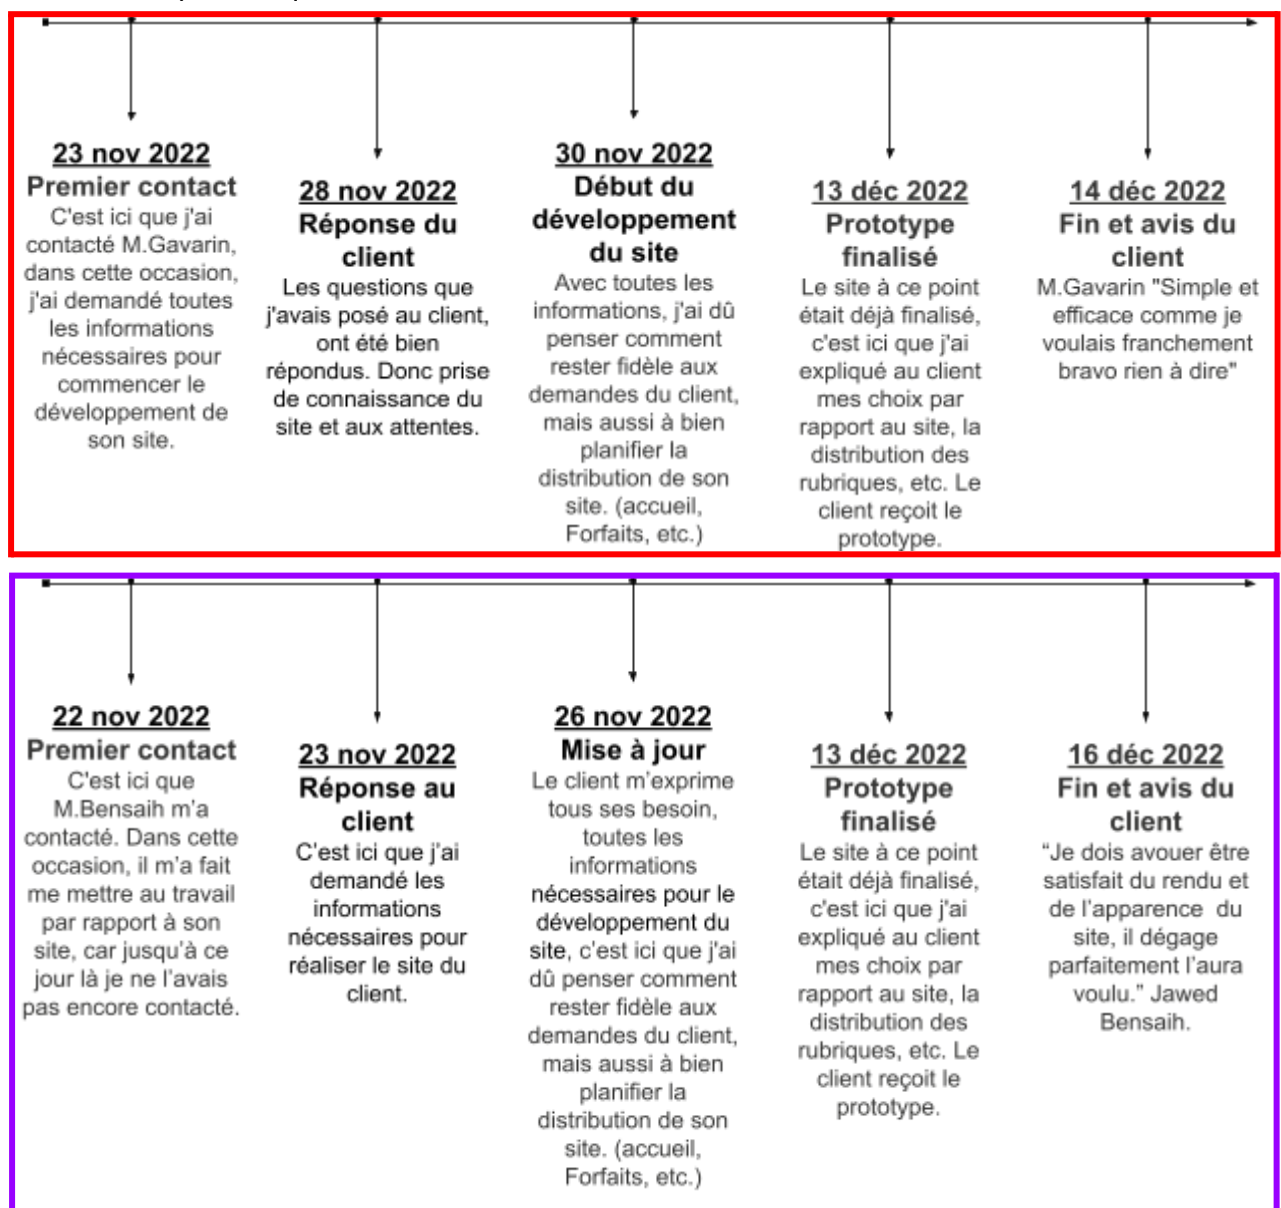 23 nov 2022
Premier contact
C'est ici que j'ai
contacté M.Gavarin,
dans cette occasion,
j'ai demandé toutes
les informations
nécessaires pour
commencer le
développement de
son site.
28 nov 2022
Réponse du
client
Les questions que
j'avais posé au client,
ont été bien
répondus. Donc prise
de connaissance du
site et aux attentes.
30 nov 2022
Début du
développement
du site
Avec toutes les
informations, j'ai dû
penser comment
rester fidèle aux
demandes du client,
mais aussi à bien
planifier la
distribution de son
site. (accueil,
Forfaits, etc.)
13 déc 2022
Prototype
finalisé
Le site à ce point
était déjà finalisé,
c'est ici que j'ai
expliqué au client
mes choix par
rapport au site, la
distribution des
rubriques, etc. Le
client reçoit le
prototype.
14 déc 2022
Fin et avis du
client
M.Gavarin "Simple et
efficace comme je
voulais franchement
bravo rien à dire"
22 nov 2022
Premier contact
C'est ici que
M.Bensaih m’a
contacté. Dans cette
occasion, il m’a fait
me mettre au travail
par rapport à son
site, car jusqu’à ce
jour là je ne l’avais
pas encore contacté.
23 nov 2022
Réponse au
client
C’est ici que j’ai
demandé les
informations
nécessaires pour
réaliser le site du
client.
26 nov 2022
Mise à jour
Le client m’exprime
tous ses besoin,
toutes les
informations
nécessaires pour le
développement du
site, c'est ici que j'ai
dû penser comment
rester fidèle aux
demandes du client,
mais aussi à bien
planifier la
distribution de son
site. (accueil,
Forfaits, etc.)
13 déc 2022
Prototype
finalisé
Le site à ce point
était déjà finalisé,
c'est ici que j'ai
expliqué au client
mes choix par
rapport au site, la
distribution des
rubriques, etc. Le
client reçoit le
prototype.
16 déc 2022
Fin et avis du
client
“Je dois avouer être
satisfait du rendu et
de l’apparence du
site, il dégage
parfaitement l’aura
voulu.” Jawed
Bensaih.